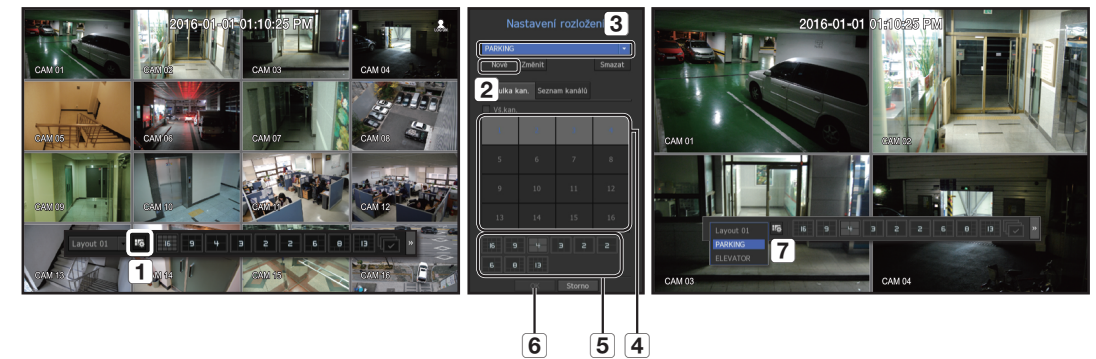 2016-01-01 01:10:25 PM
CAM 01
CAM 02
CAM 03
CAM 04
CAM 05
CAM 06
CAM 07
CAM 08
CAM 09
CAM 10
CAM 11
CAM 12
Layout 01
16 9 4 3 2 2 6 8 13 »
1
CAM 13
CAM 14
CAM 15
CAM 16
Nastavení rozložení
3
PARKING
Nové Změnit Smazat
2
ulka kan. Seznam kanálů
Vš.kan.
5 6 7 8
9 10 11 12
13 14 15 16
16 9 4 3 2 2
6 8 13
OK Storno
6 5 4
2016-01-01 01:10:25 PM
CAM 01
CAM 02
Layout 01
16 9 4 3 2 2 6 8 13 »
PARKING
ELEVATOR
7
CAM 03
CAM 04